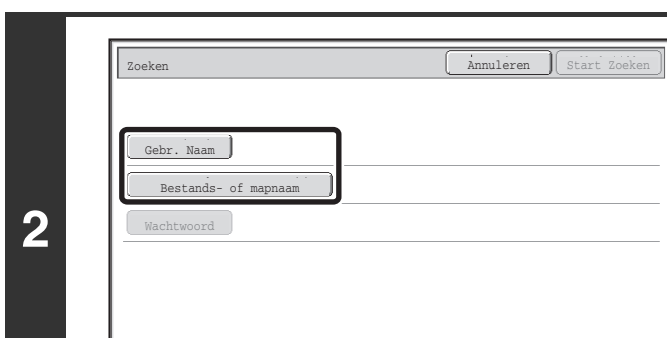 Zoeken Annuleren Start Zoeken
Gebr. Naam
Bestands- of mapnaam
2
Wachtwoord